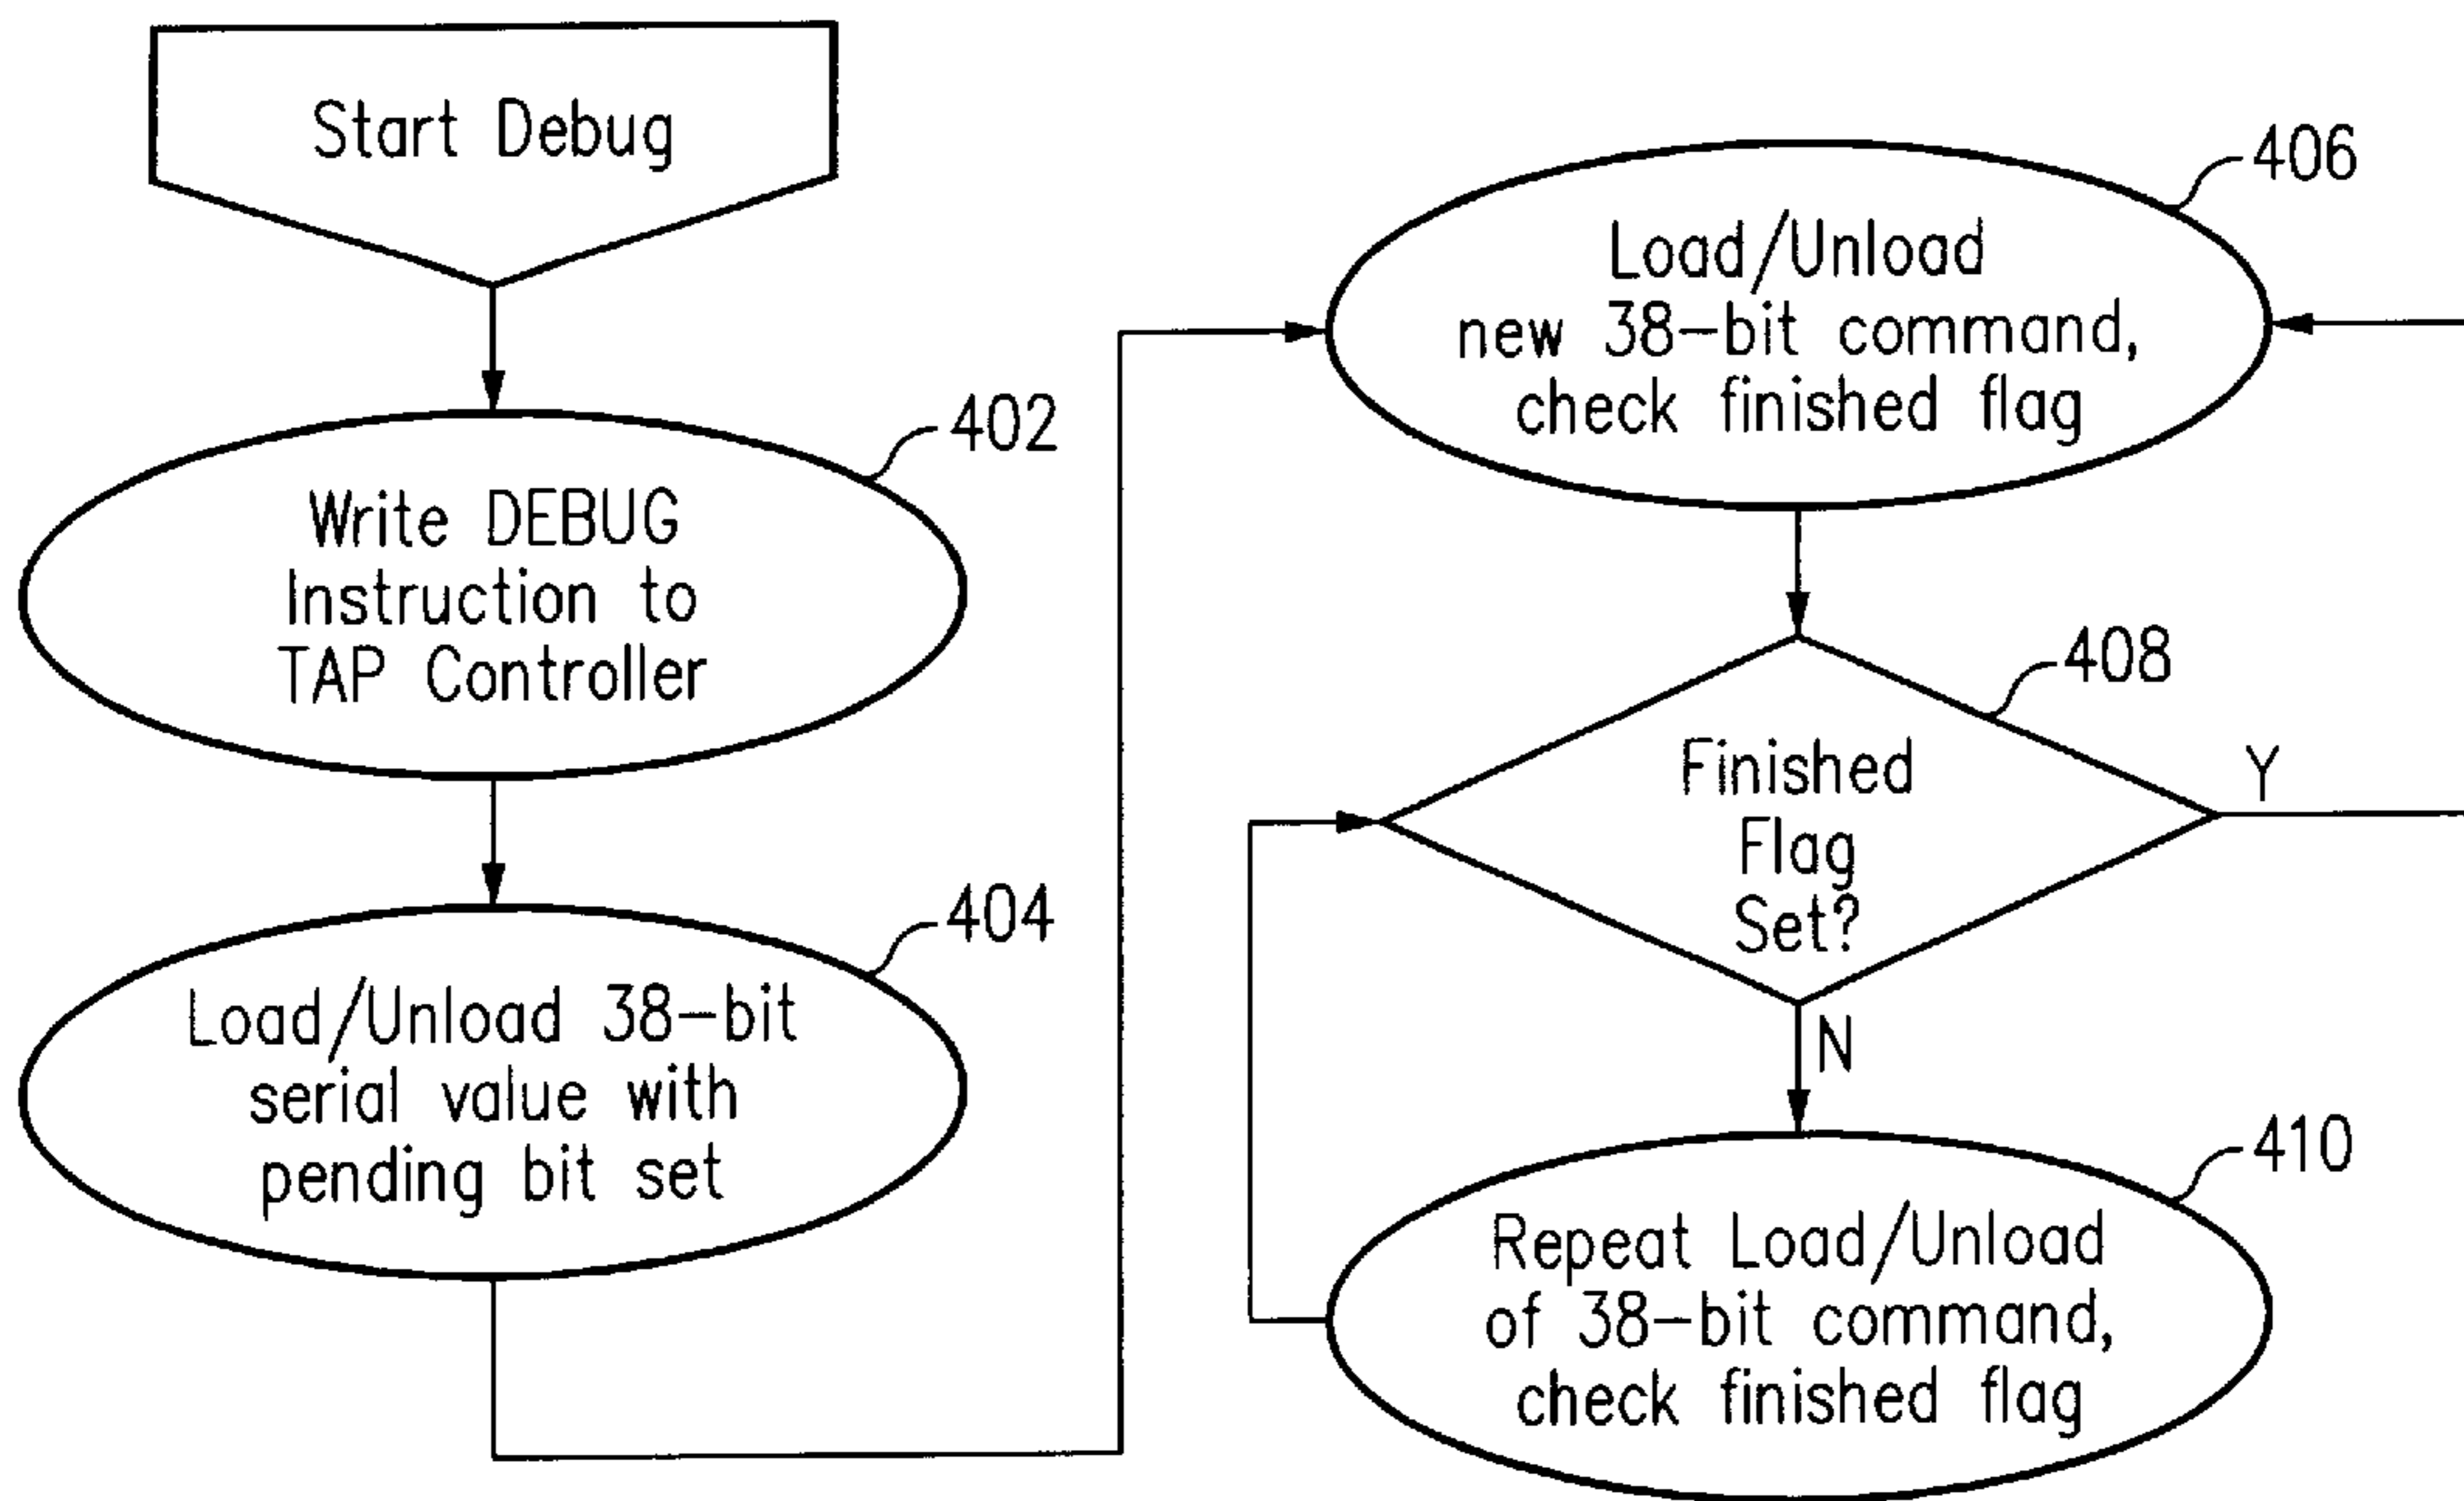 Start Debug
402
Write DEBUG
Instruction to
TAP Controller
404
Load/Unload 38-bit
serial value with
pending bit set
406
Load/Unload
new 38-bit command,
check finished flag
408
Finished
Flag
Set?
Y
N
410
Repeat Load/Unload
of 38-bit command,
check finished flag